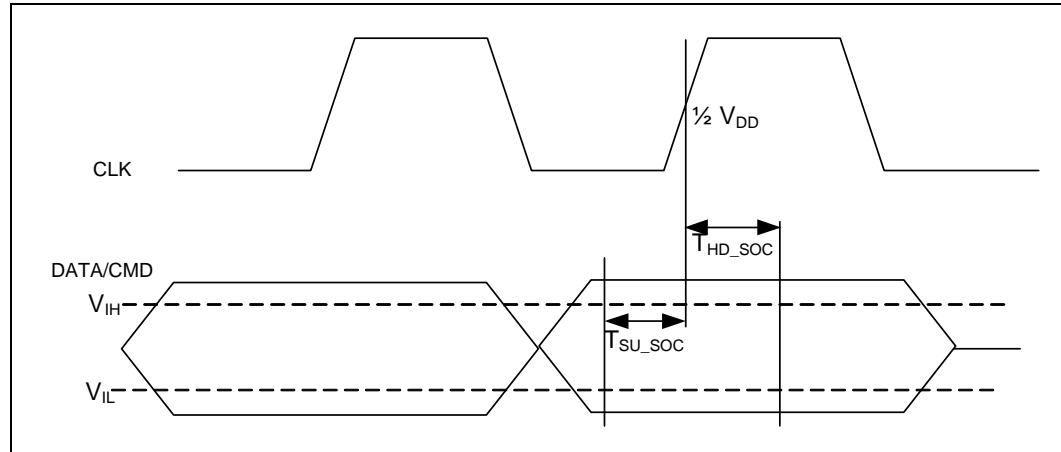 ½ VDD
CLK
THD_SOC
DATA/CMD
VIH
TSU_SOC
VIL